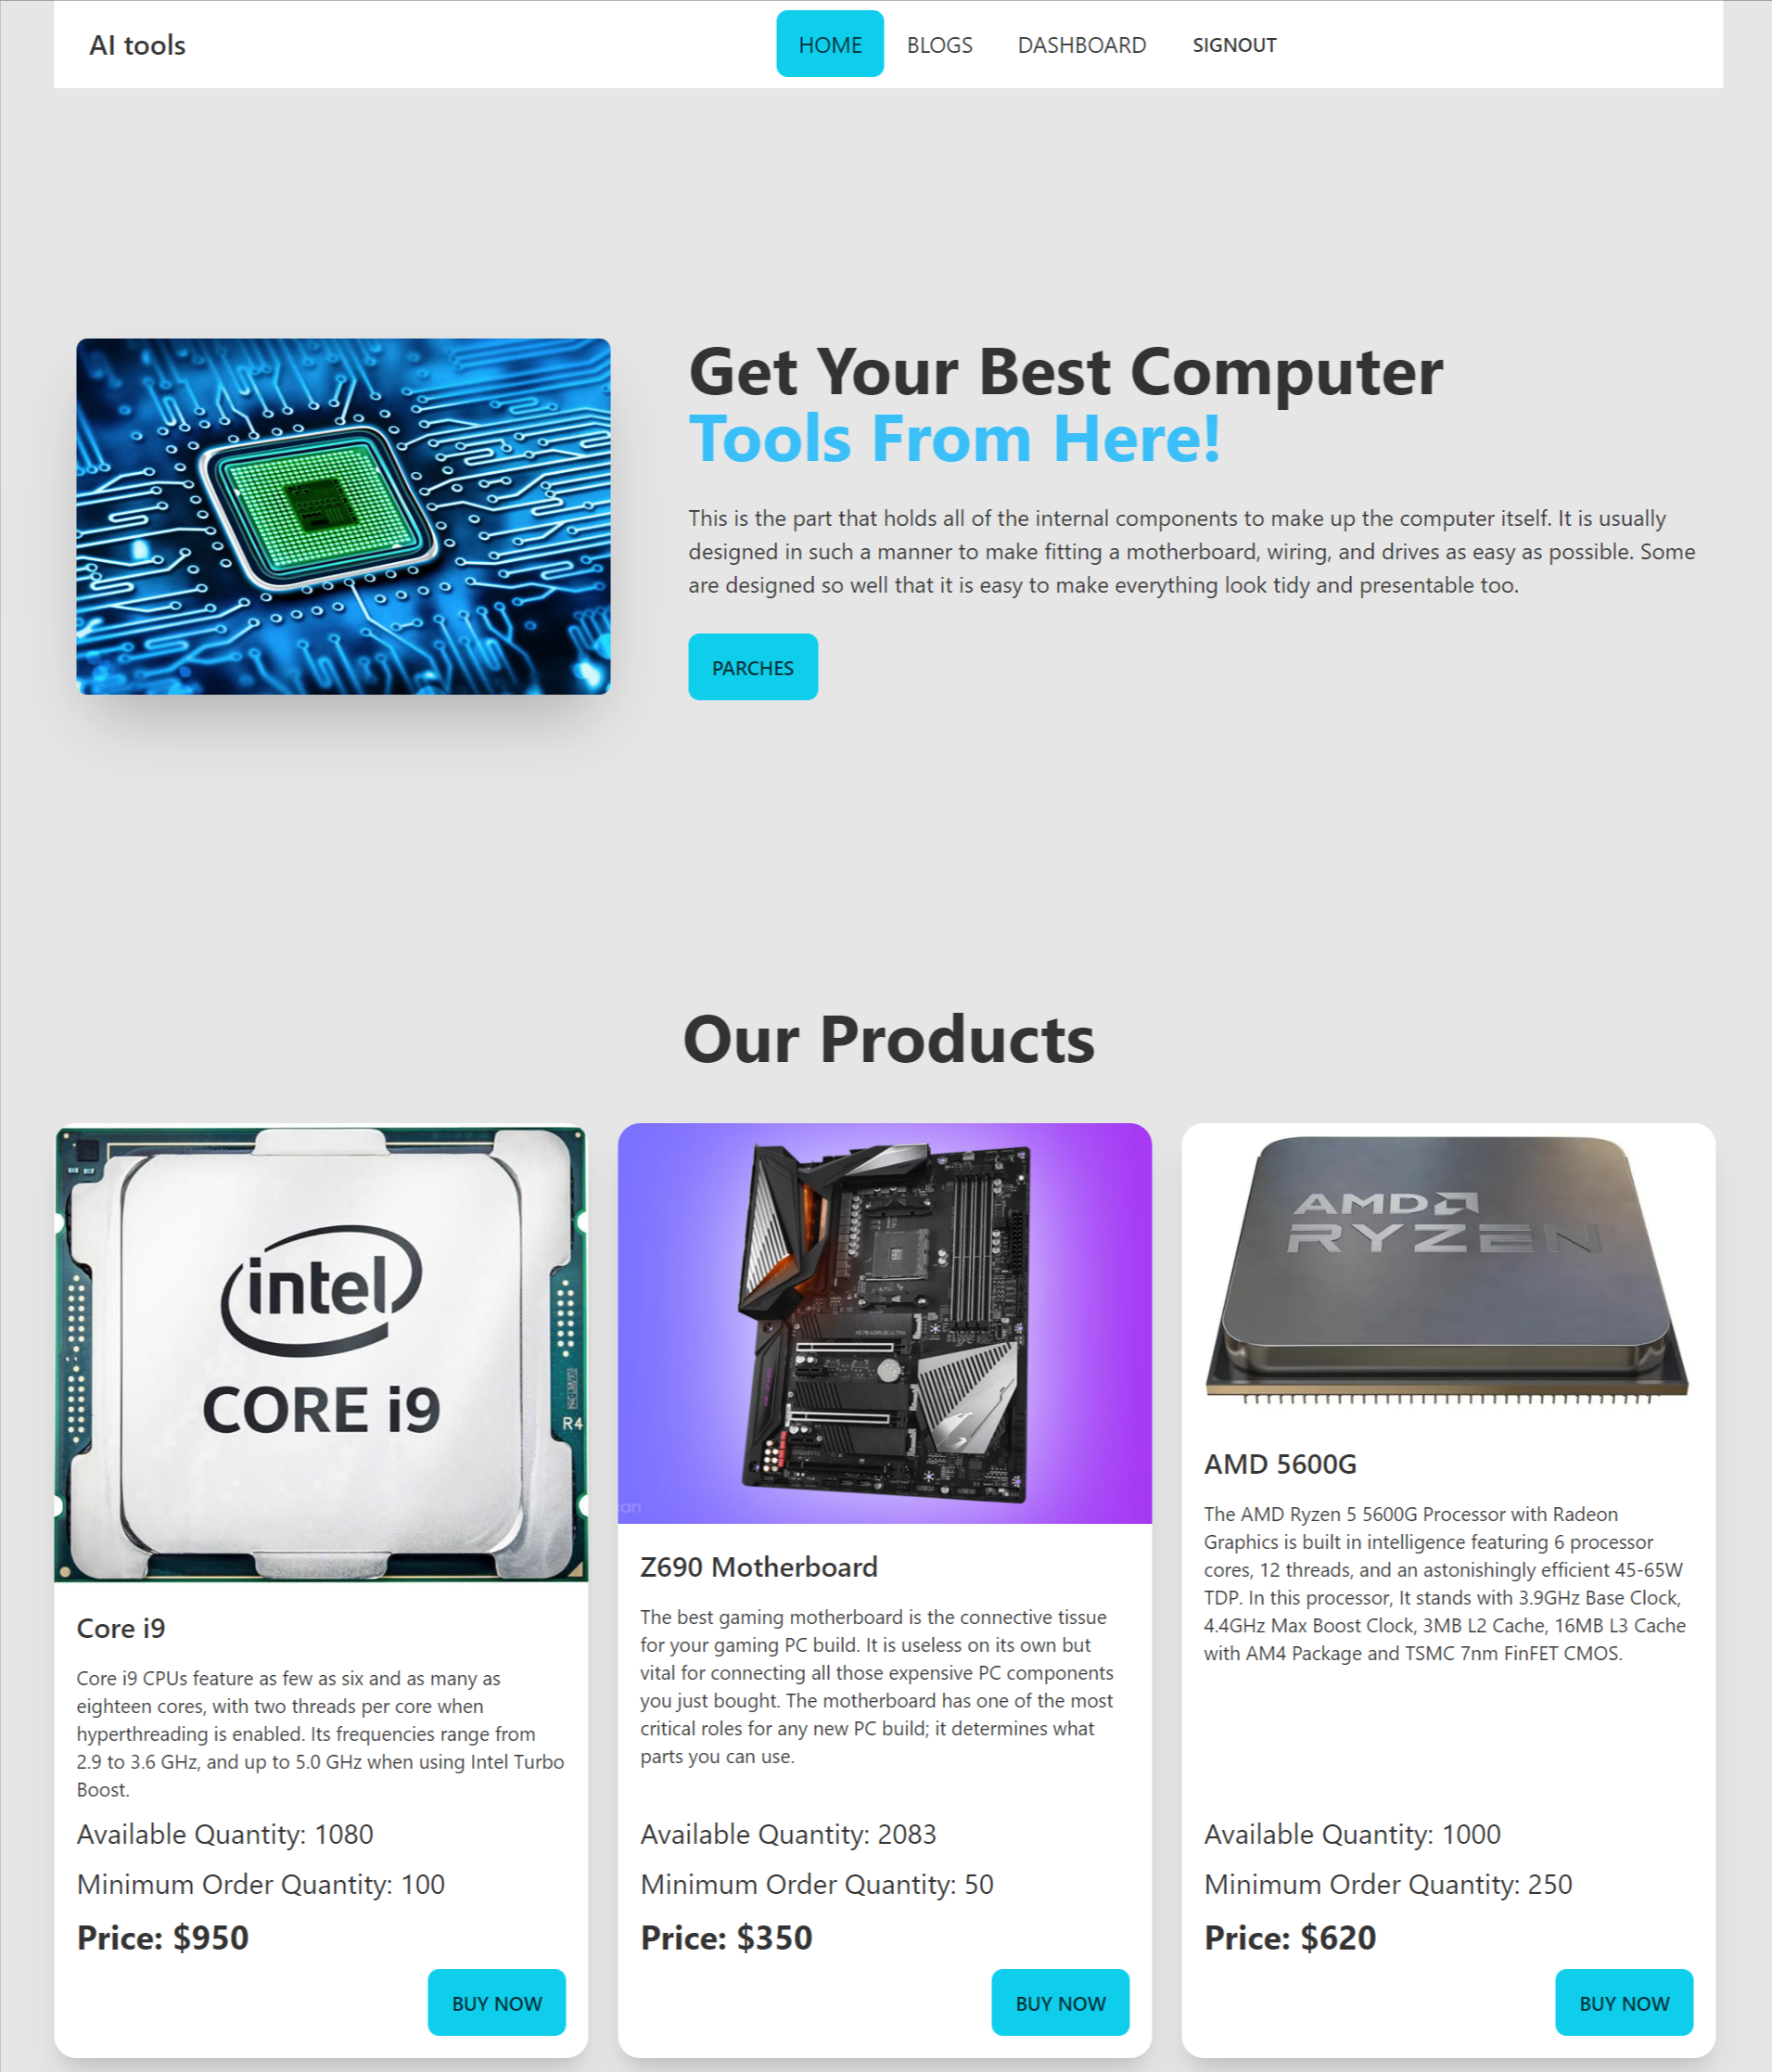 AI tools
HOME
BLOGS
DASHBOARD
SIGNOUT
Get Your Best Computer
Tools From Here!
This is the part that holds all of the internal components to make up the computer itself. It is usually
designed in such a manner to make fitting a motherboard, wiring, and drives as easy as possible. Some
are designed so well that it is easy to make everything look tidy and presentable too.
PARCHES
Our Products
intel
CORE i9
R4
Core i9
Core i9 CPUs feature as few as six and as many as
eighteen cores, with two threads per core when
hyperthreading is enabled. Its frequencies range from
2.9 to 3.6 GHz, and up to 5.0 GHz when using Intel Turbo
Boost.
Available Quantity: 1080
Minimum Order Quantity: 100
Price: $950
BUY NOW
Z690 Motherboard
The best gaming motherboard is the connective tissue
for your gaming PC build. It is useless on its own but
vital for connecting all those expensive PC components
you just bought. The motherboard has one of the most
critical roles for any new PC build; it determines what
parts you can use.
Available Quantity: 2083
Minimum Order Quantity: 50
Price: $350
BUY NOW
AMD
RYZEN
AMD 5600G
The AMD Ryzen 5 5600G Processor with Radeon
Graphics is built in intelligence featuring 6 processor
cores, 12 threads, and an astonishingly efficient 45-65W
TDP. In this processor, It stands with 3.9GHz Base Clock,
4.4GHz Max Boost Clock, 3MB L2 Cache, 16MB L3 Cache
with AM4 Package and TSMC 7nm FinFET CMOS.
Available Quantity: 1000
Minimum Order Quantity: 250
Price: $620
BUY NOW